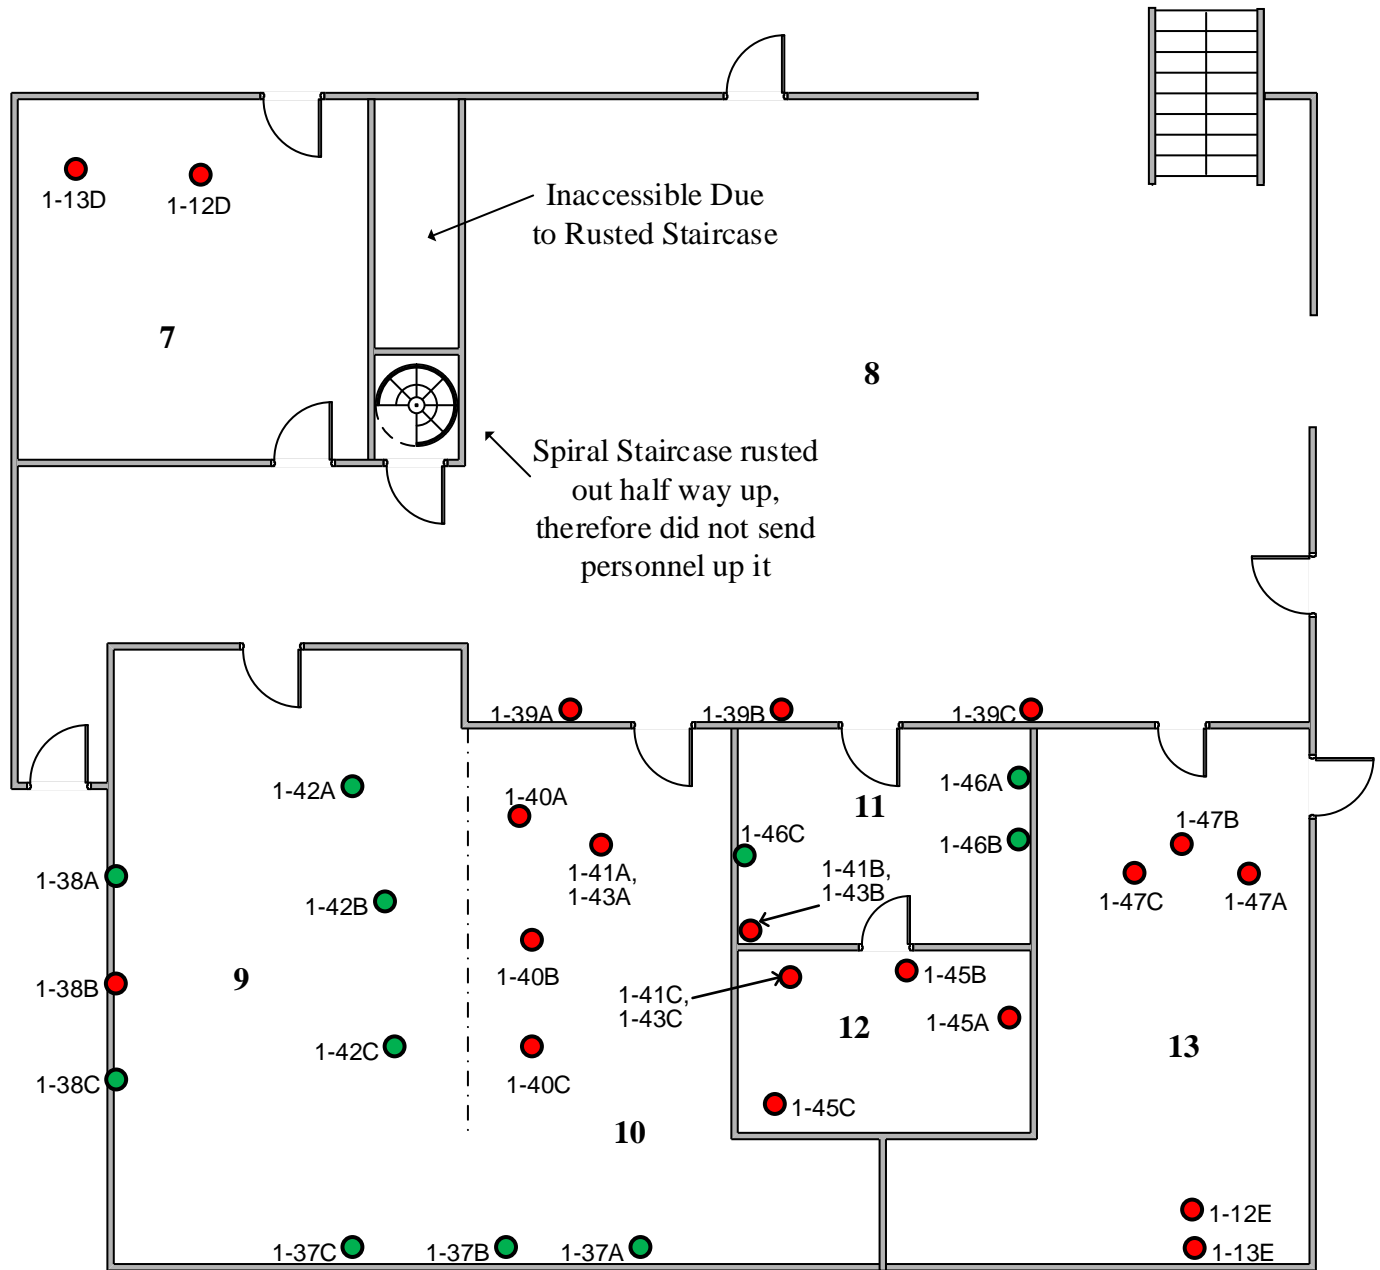 1-13D
1-12D
Inaccessible Due
to Rusted Staircase
7
8
Spiral Staircase rusted
out half way up,
therefore did not send
personnel up it
1-39A
1-39B
1-39C
1-42A
1-40A
11
1-46A
1-47B
1-46C
1-46B
1-38A
1-41A,
1-43A
1-41B,
1-43B
1-47C
1-47A
1-42B
1-40B
9
1-38B
1-41C,
1-43C
1-45B
12
1-45A
13
1-42C
1-40C
1-38C
1-45C
10
1-12E
1-37C
1-37B
1-37A
1-13E